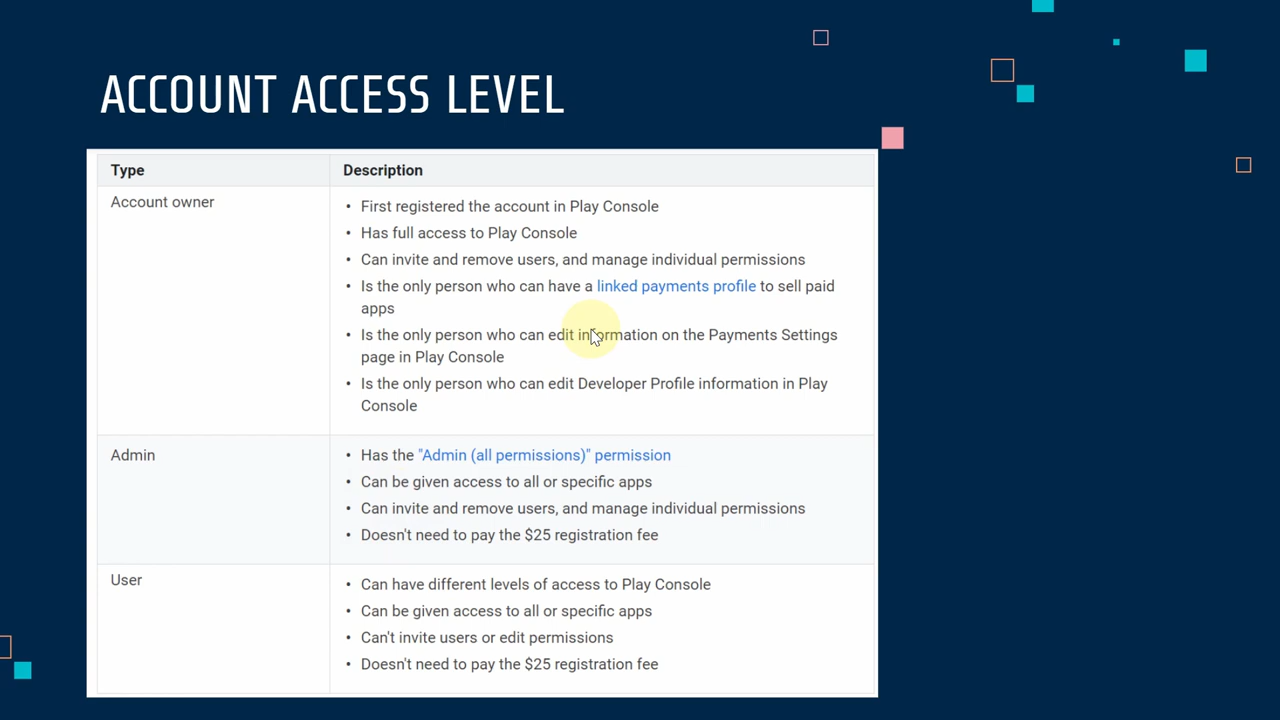 ACCOUNT ACCESS LEVEL
Type Description
Account owner
• First registered the account in Play Console
• Has full access to Play Console
• Can invite and remove users, and manage individual permissions
• Is the only person who can have a linked payments profile to sell paid
apps
• Is the only person who can edit information on the Payments Settings
page in Play Console
• Is the only person who can edit Developer Profile information in Play
Console
Admin
• Has the "Admin (all permissions)" permission
• Can be given access to all or specific apps
• Can invite and remove users, and manage individual permissions
• Doesn't need to pay the $25 registration fee
User
• Can have different levels of access to Play Console
• Can be given access to all or specific apps
• Can't invite users or edit permissions
• Doesn't need to pay the $25 registration fee